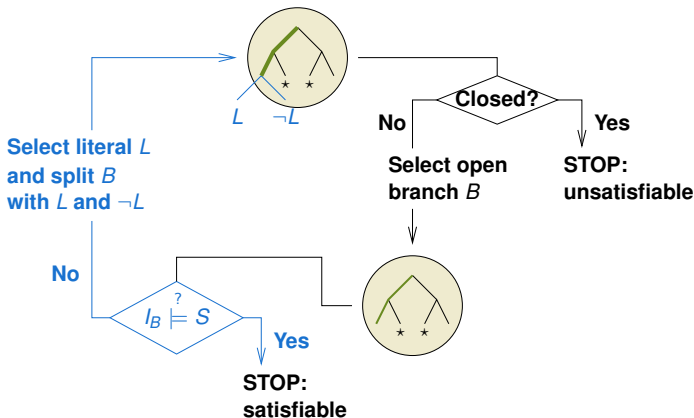 ⋆ ⋆
L ¬L
Closed?
No
Yes
Select literal L
and split B
with L and ¬L
Select open
branch B
STOP:
unsatisfiable
No
?
I_B ⊨ S
⋆ ⋆
Yes
STOP:
satisfiable